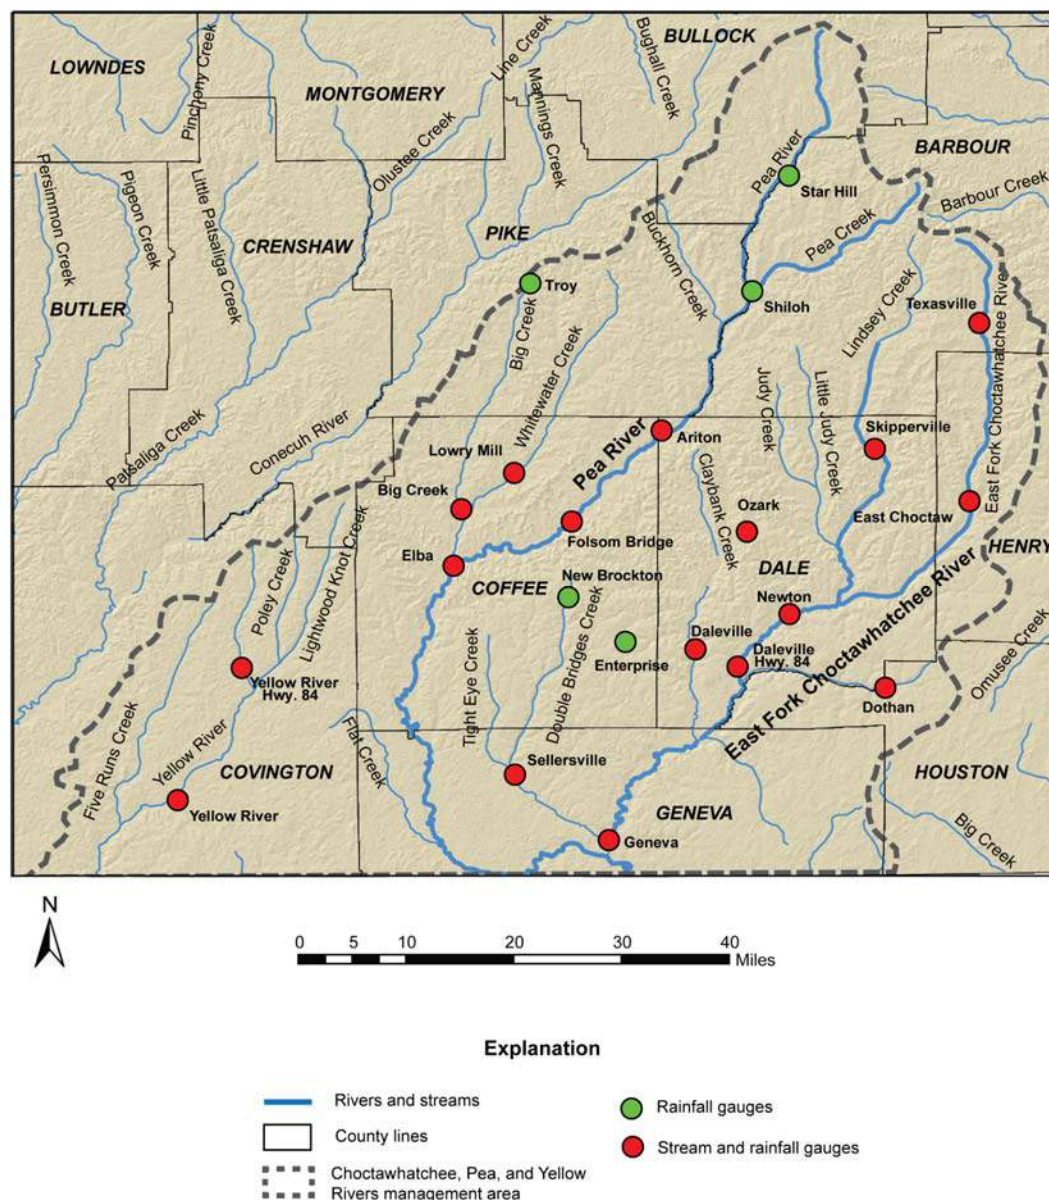 LOWNDES
Pinchony Creek
MONTGOMERY
Line Creek
Mannings Creek
Bughall Creek
BULLOCK
BARBOUR
Barbour Creek
Persimmon Creek
Pigeon Creek
Little Patsaliga Creek
Olustee Creek
CRENSHAW
PIKE
Buckhorn Creek
Pea River
Star Hill
Pea Creek
BUTLER
Troy
Shiloh
Texasville
Lindsey Creek
Big Creek
Whitewater Creek
Judy Creek
Little Judy Creek
East Fork Choctawhatchee River
Patsaliga Creek
Conecuh River
Lowry Mill
Pea River
Ariton
Skipperville
Big Creek
Claybank Creek
Ozark
East Choctaw
Folsom Bridge
HENRY
Elba
COFFEE
New Brockton
DALE
Poley Creek
Lightwood Knot Creek
Newton
Double Bridges Creek
Enterprise
Daleville
Daleville
Hwy. 84
East Fork Choctawhatchee River
Omusee Creek
Yellow River
Hwy. 84
Tight Eye Creek
Dothan
Five Runs Creek
Yellow River
Flat Creek
COVINGTON
Sellersville
HOUSTON
Yellow River
GENEVA
Geneva
Big Creek
N
0 5 10 20 30 40
Miles
Explanation
Rivers and streams
County lines
Choctawhatchee, Pea, and Yellow
Rivers management area
Rainfall gauges
Stream and rainfall gauges